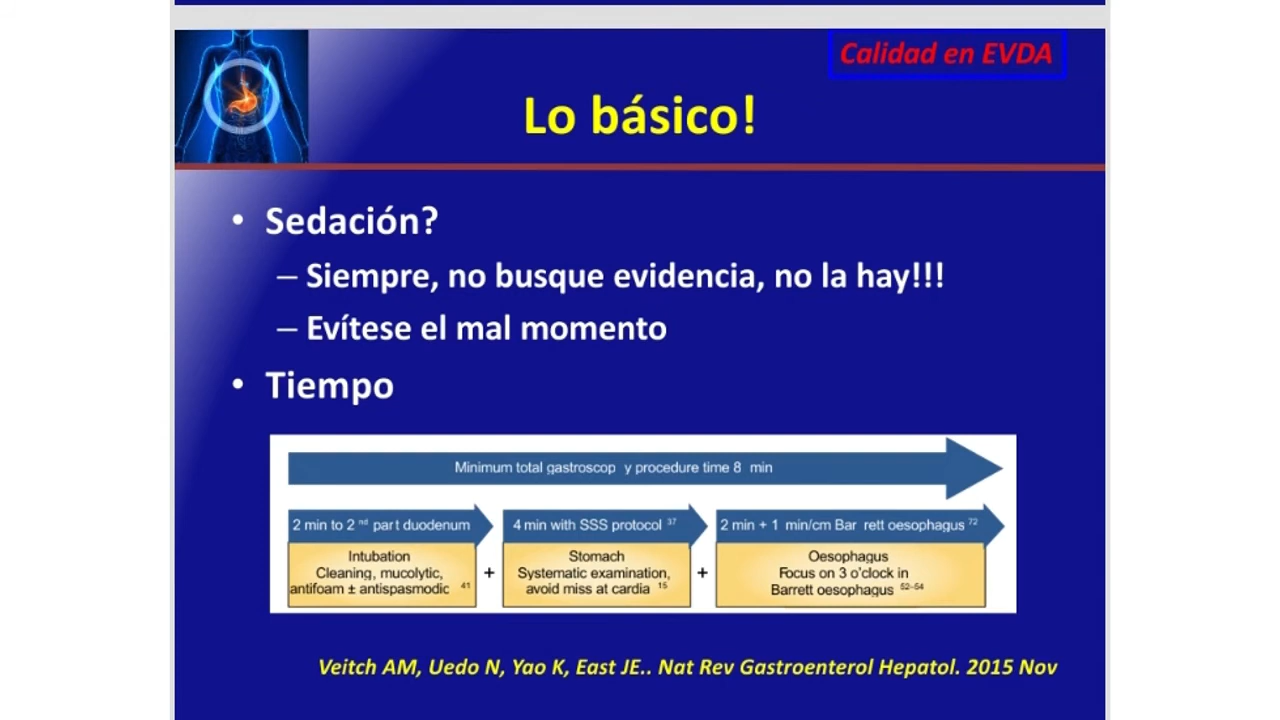 Calidad en EVDA
Lo básico!
• Sedación?
– Siempre, no busque evidencia, no la hay!!!
– Evítese el mal momento
• Tiempo
Minimum total gastroscop y procedure time 8 min
2 min to 2 nd part duodenum
Intubation
Cleaning, mucolytic,
antifoam ± antispasmodic 41
+
4 min with SSS protocol 37
Stomach
Systematic examination,
avoid miss at cardia 15
+
2 min + 1 min/cm Bar rett oesophagus 72
Oesophagus
Focus on 3 o'clock in
Barrett oesophagus 52–54
Veitch AM, Uedo N, Yao K, East JE.. Nat Rev Gastroenterol Hepatol. 2015 Nov